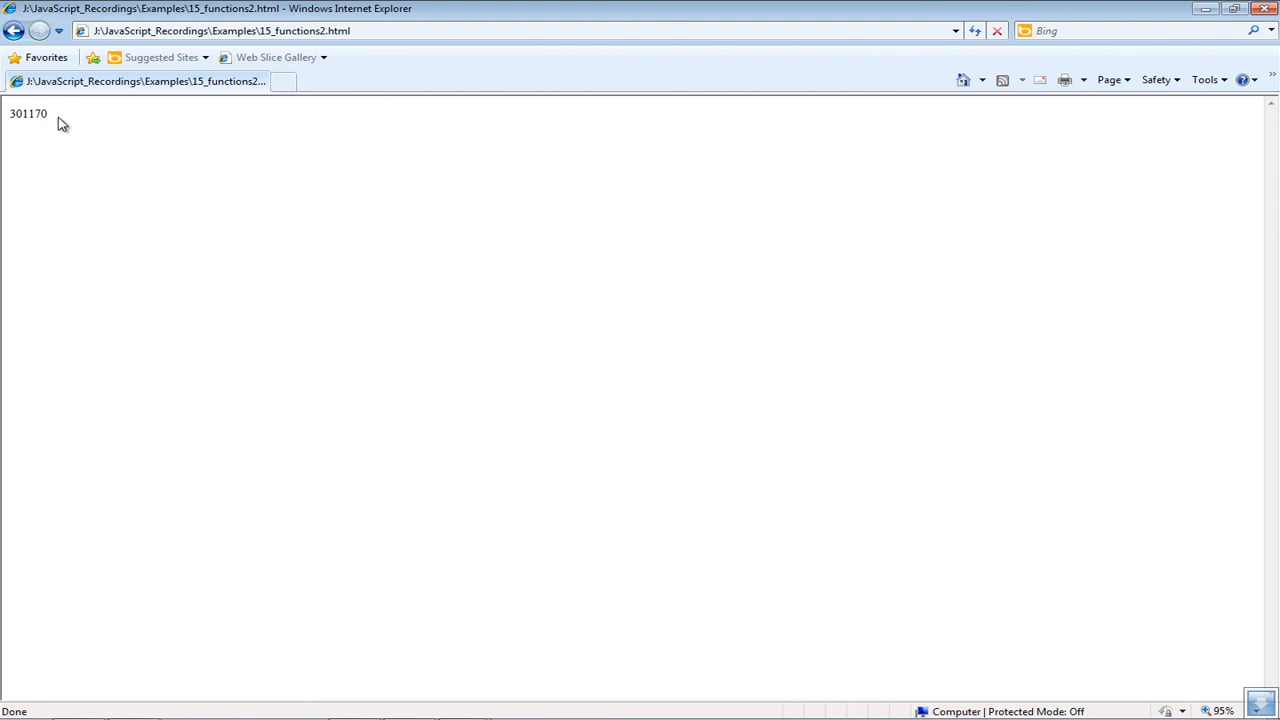 J:\JavaScript_Recordings\Examples\15_functions2.html - Windows Internet Explorer
J:\JavaScript_Recordings\Examples\15_functions2.html
Bing
Favorites
Suggested Sites
Web Slice Gallery
J:\JavaScript_Recordings\Examples\15_functions2...
Page
Safety
Tools
301170
Done
Computer | Protected Mode: Off
95%